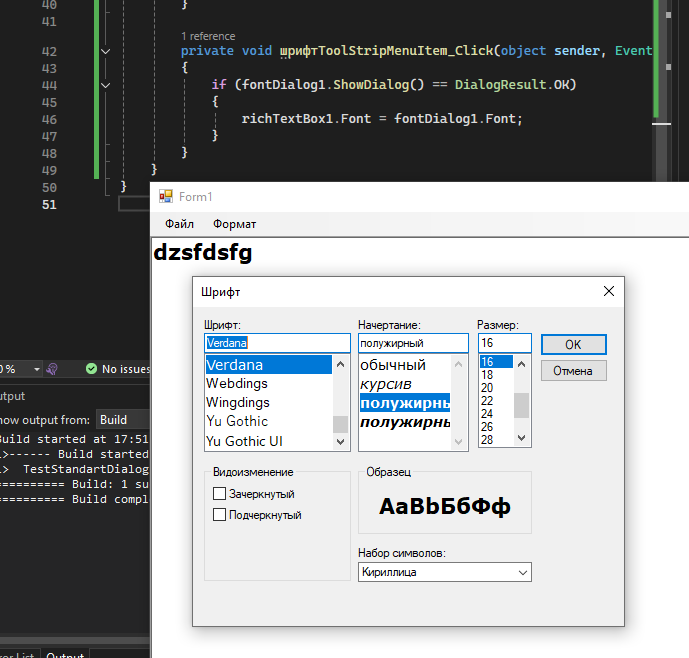 40 }
41
1 reference
42 private void шрифтToolStripMenuItem_Click(object sender, Event
43 {
44 if (fontDialog1.ShowDialog() == DialogResult.OK)
45 {
46 richTextBox1.Font = fontDialog1.Font;
47 }
48 }
49 }
50 }
51
Form1
Файл Формат
dzsfdsfg
Шрифт
Шрифт: Начертание: Размер:
Verdana полужирный 16 OK
Verdana обычный 16 Отмена
Webdings курсив 18
Wingdings полужирнь 20
Yu Gothic полужирнь 22
Yu Gothic UI 24
26
28
Видоизменение Образец
Зачеркнутый АаВbБбФф
Подчеркнутый
Набор символов:
Кириллица
0 % No issues
utput
how output from: Build
Build started at 17:51
>------ Build started
> TestStandartDialog
========== Build: 1 su
========== Build compl
ror List Output